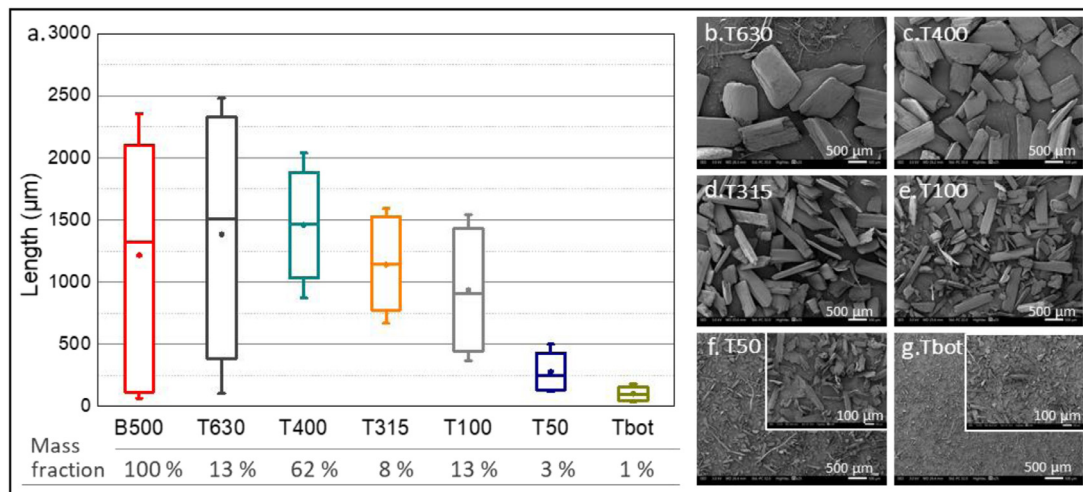 a.
3000
2500
2000
1500
1000
500
0
Length (µm)
B500 T630 T400 T315 T100 T50 Tbot
Mass
fraction 100 % 13 % 62 % 8 % 13 % 3 % 1 %
b.T630
500 µm
c.T400
500 µm
d.T315
500 µm
e.T100
500 µm
f.T50
100 µm
500 µm
g.Tbot
100 µm
500 µm